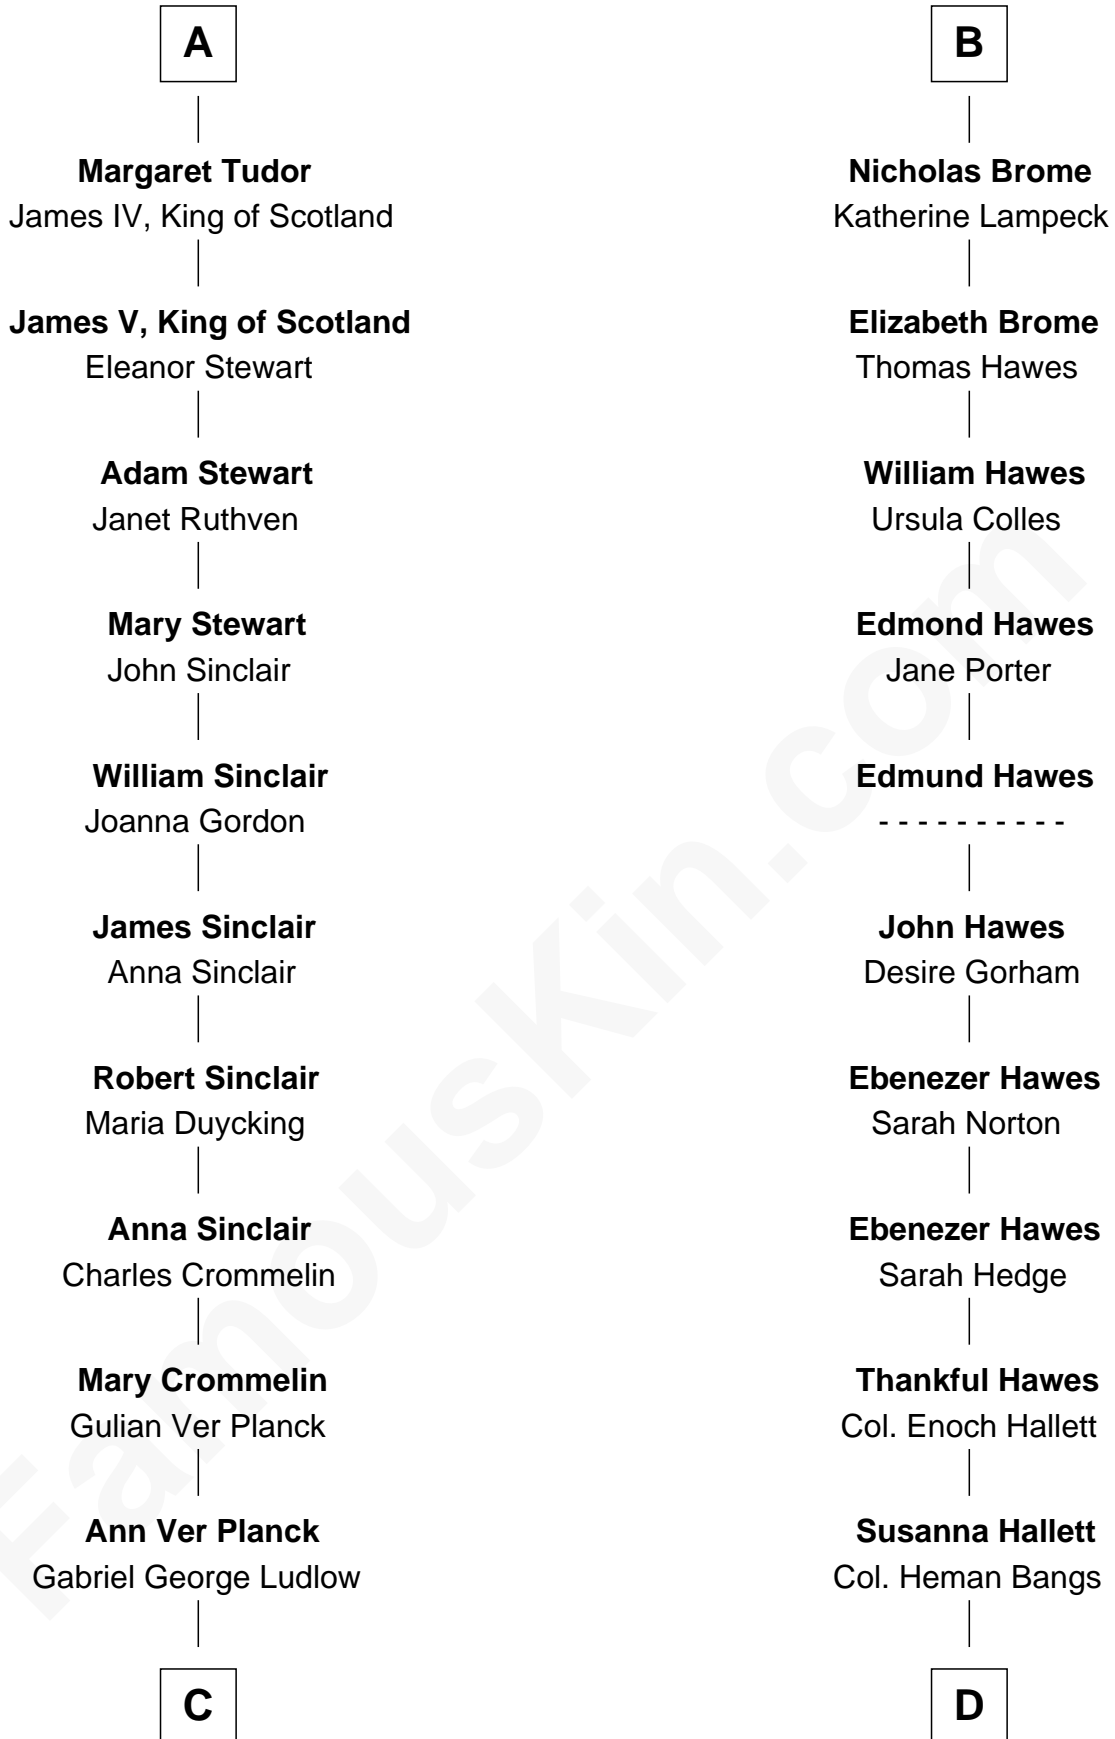 A
Margaret Tudor
James IV, King of Scotland
James V, King of Scotland
Eleanor Stewart
Adam Stewart
Janet Ruthven
Mary Stewart
John Sinclair
William Sinclair
Joanna Gordon
James Sinclair
Anna Sinclair
Robert Sinclair
Maria Duycking
Anna Sinclair
Charles Crommelin
Mary Crommelin
Gulian Ver Planck
Ann Ver Planck
Gabriel George Ludlow
C
B
Nicholas Brome
Katherine Lampeck
Elizabeth Brome
Thomas Hawes
William Hawes
Ursula Colles
Edmond Hawes
Jane Porter
Edmund Hawes
- - - - - - - - - -
John Hawes
Desire Gorham
Ebenezer Hawes
Sarah Norton
Ebenezer Hawes
Sarah Hedge
Thankful Hawes
Col. Enoch Hallett
Susanna Hallett
Col. Heman Bangs
D
FamousKin.com